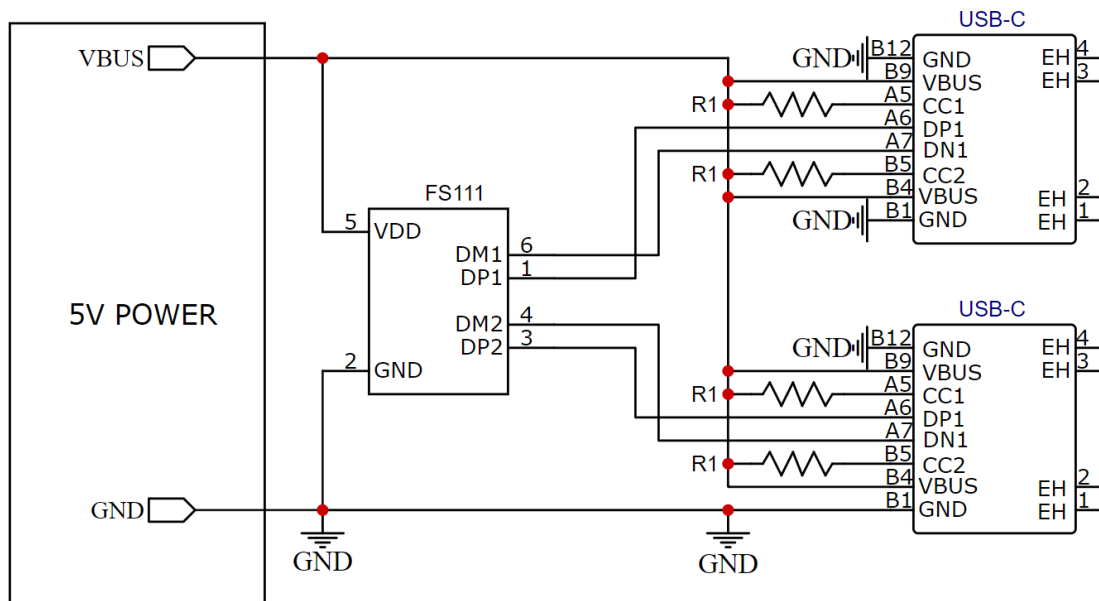 VBUS
5V POWER
GND
GND
FS111
5 VDD
DM1 6
DP1 1
DM2 4
DP2 3
2 GND
GND
USB-C
GND B12 GND EH 4
B9 VBUS EH 3
R1 A5 CC1
A6 DP1
A7 DN1
R1 B5 CC2
B4 VBUS EH 2
GND B1 GND EH 1
USB-C
GND B12 GND EH 4
B9 VBUS EH 3
R1 A5 CC1
A6 DP1
A7 DN1
R1 B5 CC2
B4 VBUS EH 2
B1 GND EH 1